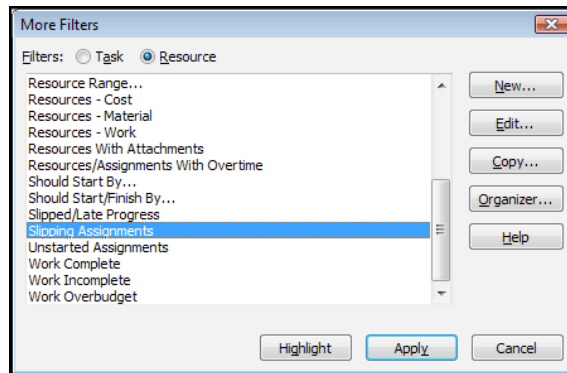 More Filters
Filters: Task Resource
Resource Range...
Resources - Cost
Resources - Material
Resources - Work
Resources With Attachments
Resources/Assignments With Overtime
Should Start By...
Should Start/Finish By...
Slipped/Late Progress
Slipping Assignments
Unstarted Assignments
Work Complete
Work Incomplete
Work Overbudget
New...
Edit...
Copy...
Organizer...
Help
Highlight Apply Cancel